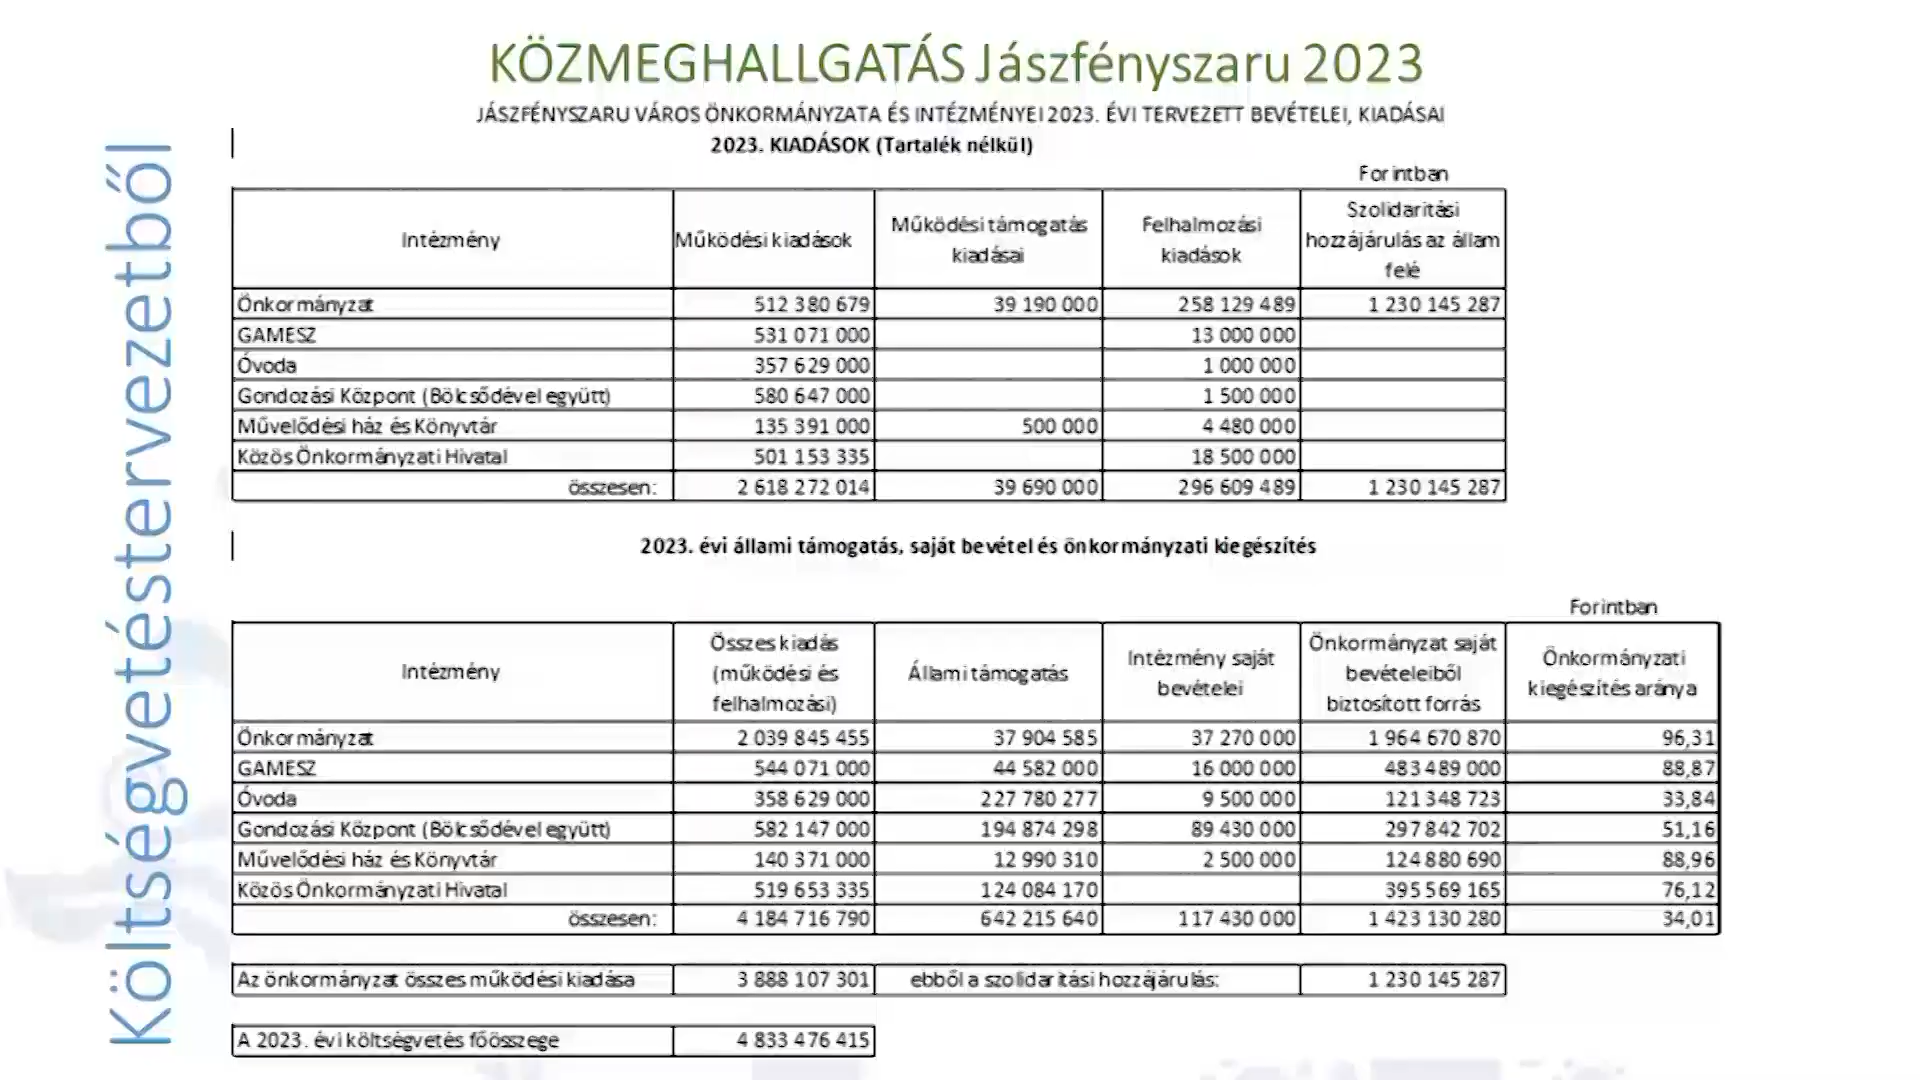 KÖZMEGHALLGATÁS Jászfényszaru 2023
JÁSZFÉNYSZARU VÁROS ÖNKORMÁNYZATA ÉS INTÉZMÉNYEI 2023. ÉVI TERVEZETT BEVÉTELEI, KIADÁSAI
2023. KIADÁSOK (Tartalék nélkül)
Költségvetéstervezetből
Forintban
Intézmény Működési kiadások Működési támogatás kiadásai Felhalmozási kiadások Szolidaritási hozzájárulás az állam felé
Önkormányzat 512 380 679 39 190 000 258 129 489 1 230 145 287
GAMESZ 531 071 000 13 000 000
Óvoda 357 629 000 1 000 000
Gondozási Központ (Bölcsődével együtt) 580 647 000 1 500 000
Művelődési ház és Könyvtár 135 391 000 500 000 4 480 000
Közös Önkormányzati Hivatal 501 153 335 18 500 000
összesen: 2 618 272 014 39 690 000 296 609 489 1 230 145 287
2023. évi állami támogatás, saját bevétel és önkormányzati kiegészítés
Forintban
Intézmény Összes kiadás (működési és felhalmozási) Állami támogatás Intézmény saját bevételei Önkormányzat saját bevételeiből biztosított forrás Önkormányzati kiegészítés aránya
Önkormányzat 2 039 845 455 37 904 585 37 270 000 1 964 670 870 96,31
GAMESZ 544 071 000 44 582 000 16 000 000 483 489 000 88,87
Óvoda 358 629 000 227 780 277 9 500 000 121 348 723 33,84
Gondozási Központ (Bölcsődével együtt) 582 147 000 194 874 298 89 430 000 297 842 702 51,16
Művelődési ház és Könyvtár 140 371 000 12 990 310 2 500 000 124 880 690 88,96
Közös Önkormányzati Hivatal 519 653 335 124 084 170 395 569 165 76,12
összesen: 4 184 716 790 642 215 640 117 430 000 1 423 130 280 34,01
Az önkormányzat összes működési kiadása 3 888 107 301 ebből a szolidaritási hozzájárulás: 1 230 145 287
A 2023. évi költségvetés főösszege 4 833 476 415